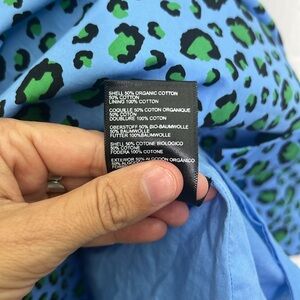 SHELL 50% ORGANIC COTTON
50% COTTON
LINING 100% COTTON
COQUILLE 50% COTON ORGANIQUE
50% COTON
DOUBLURE 100% COTON
OBERSTOFF 50% BIO-BAUMWOLLE
50% BAUMWOLLE
FUTTER 100% BAUMWOLLE
SHELL 50% COTONE BIOLOGICO
50% COTONE
FODERA 100% COTONE
EXTERIOR 50% ALGODÓN ORGÁNICO